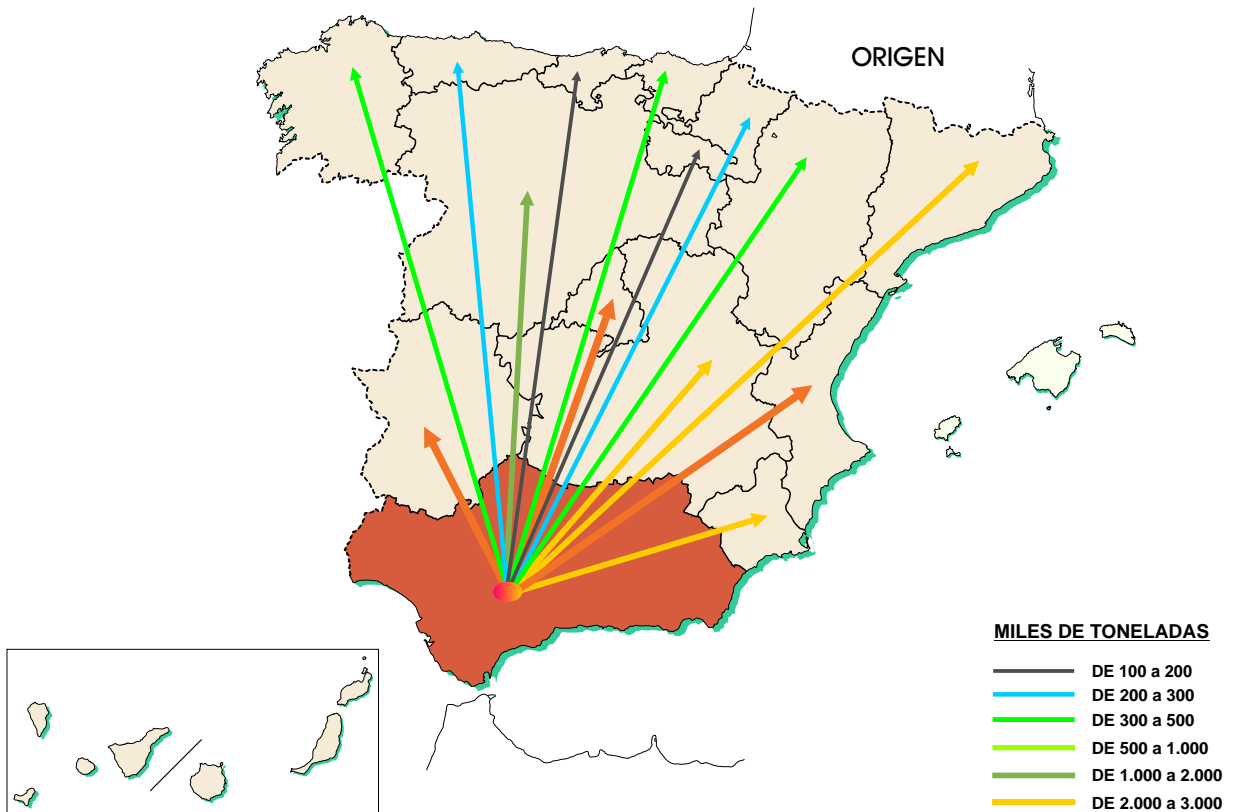 ORIGEN
MILES DE TONELADAS
DE 100 a 200
DE 200 a 300
DE 300 a 500
DE 500 a 1.000
DE 1.000 a 2.000
DE 2.000 a 3.000